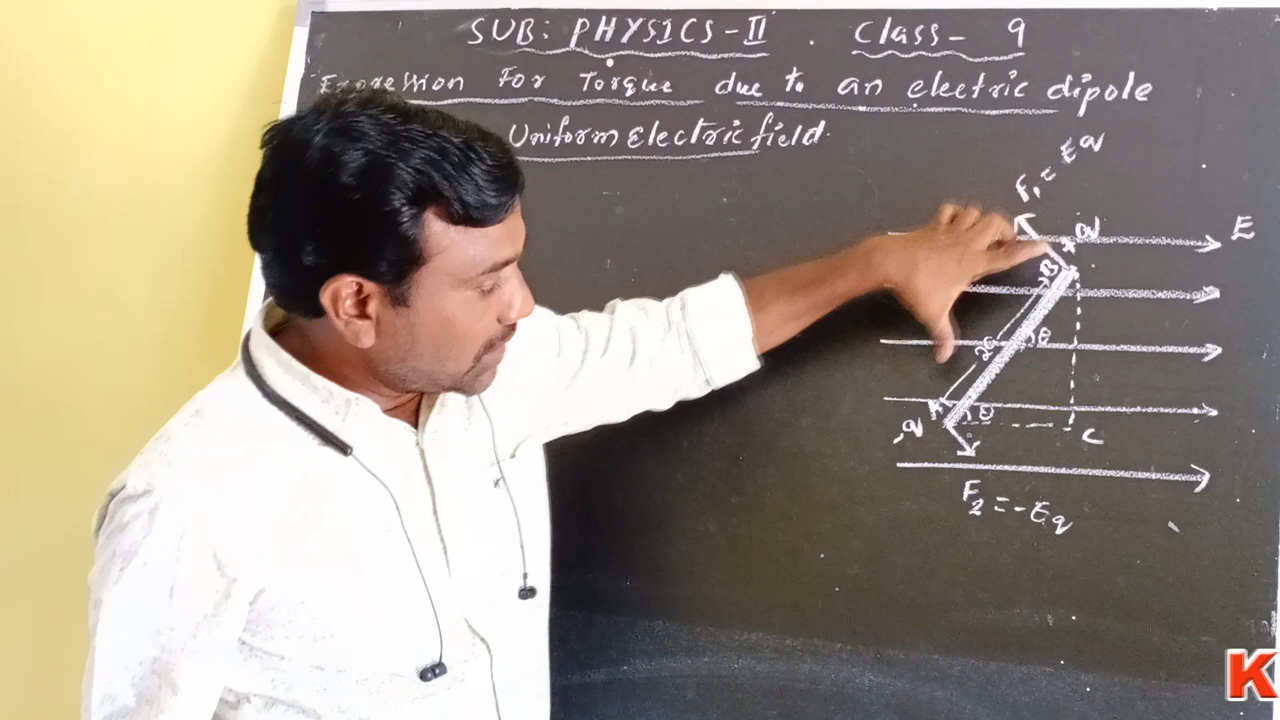 SUB: PHYSICS-II . Class- 9
Expression For Torque due to an electric dipole
Uniform Electric field.
F₁ = Eq
E
+q
B
2a
θ
A
θ
-q
C
F₂ = -Eq
K